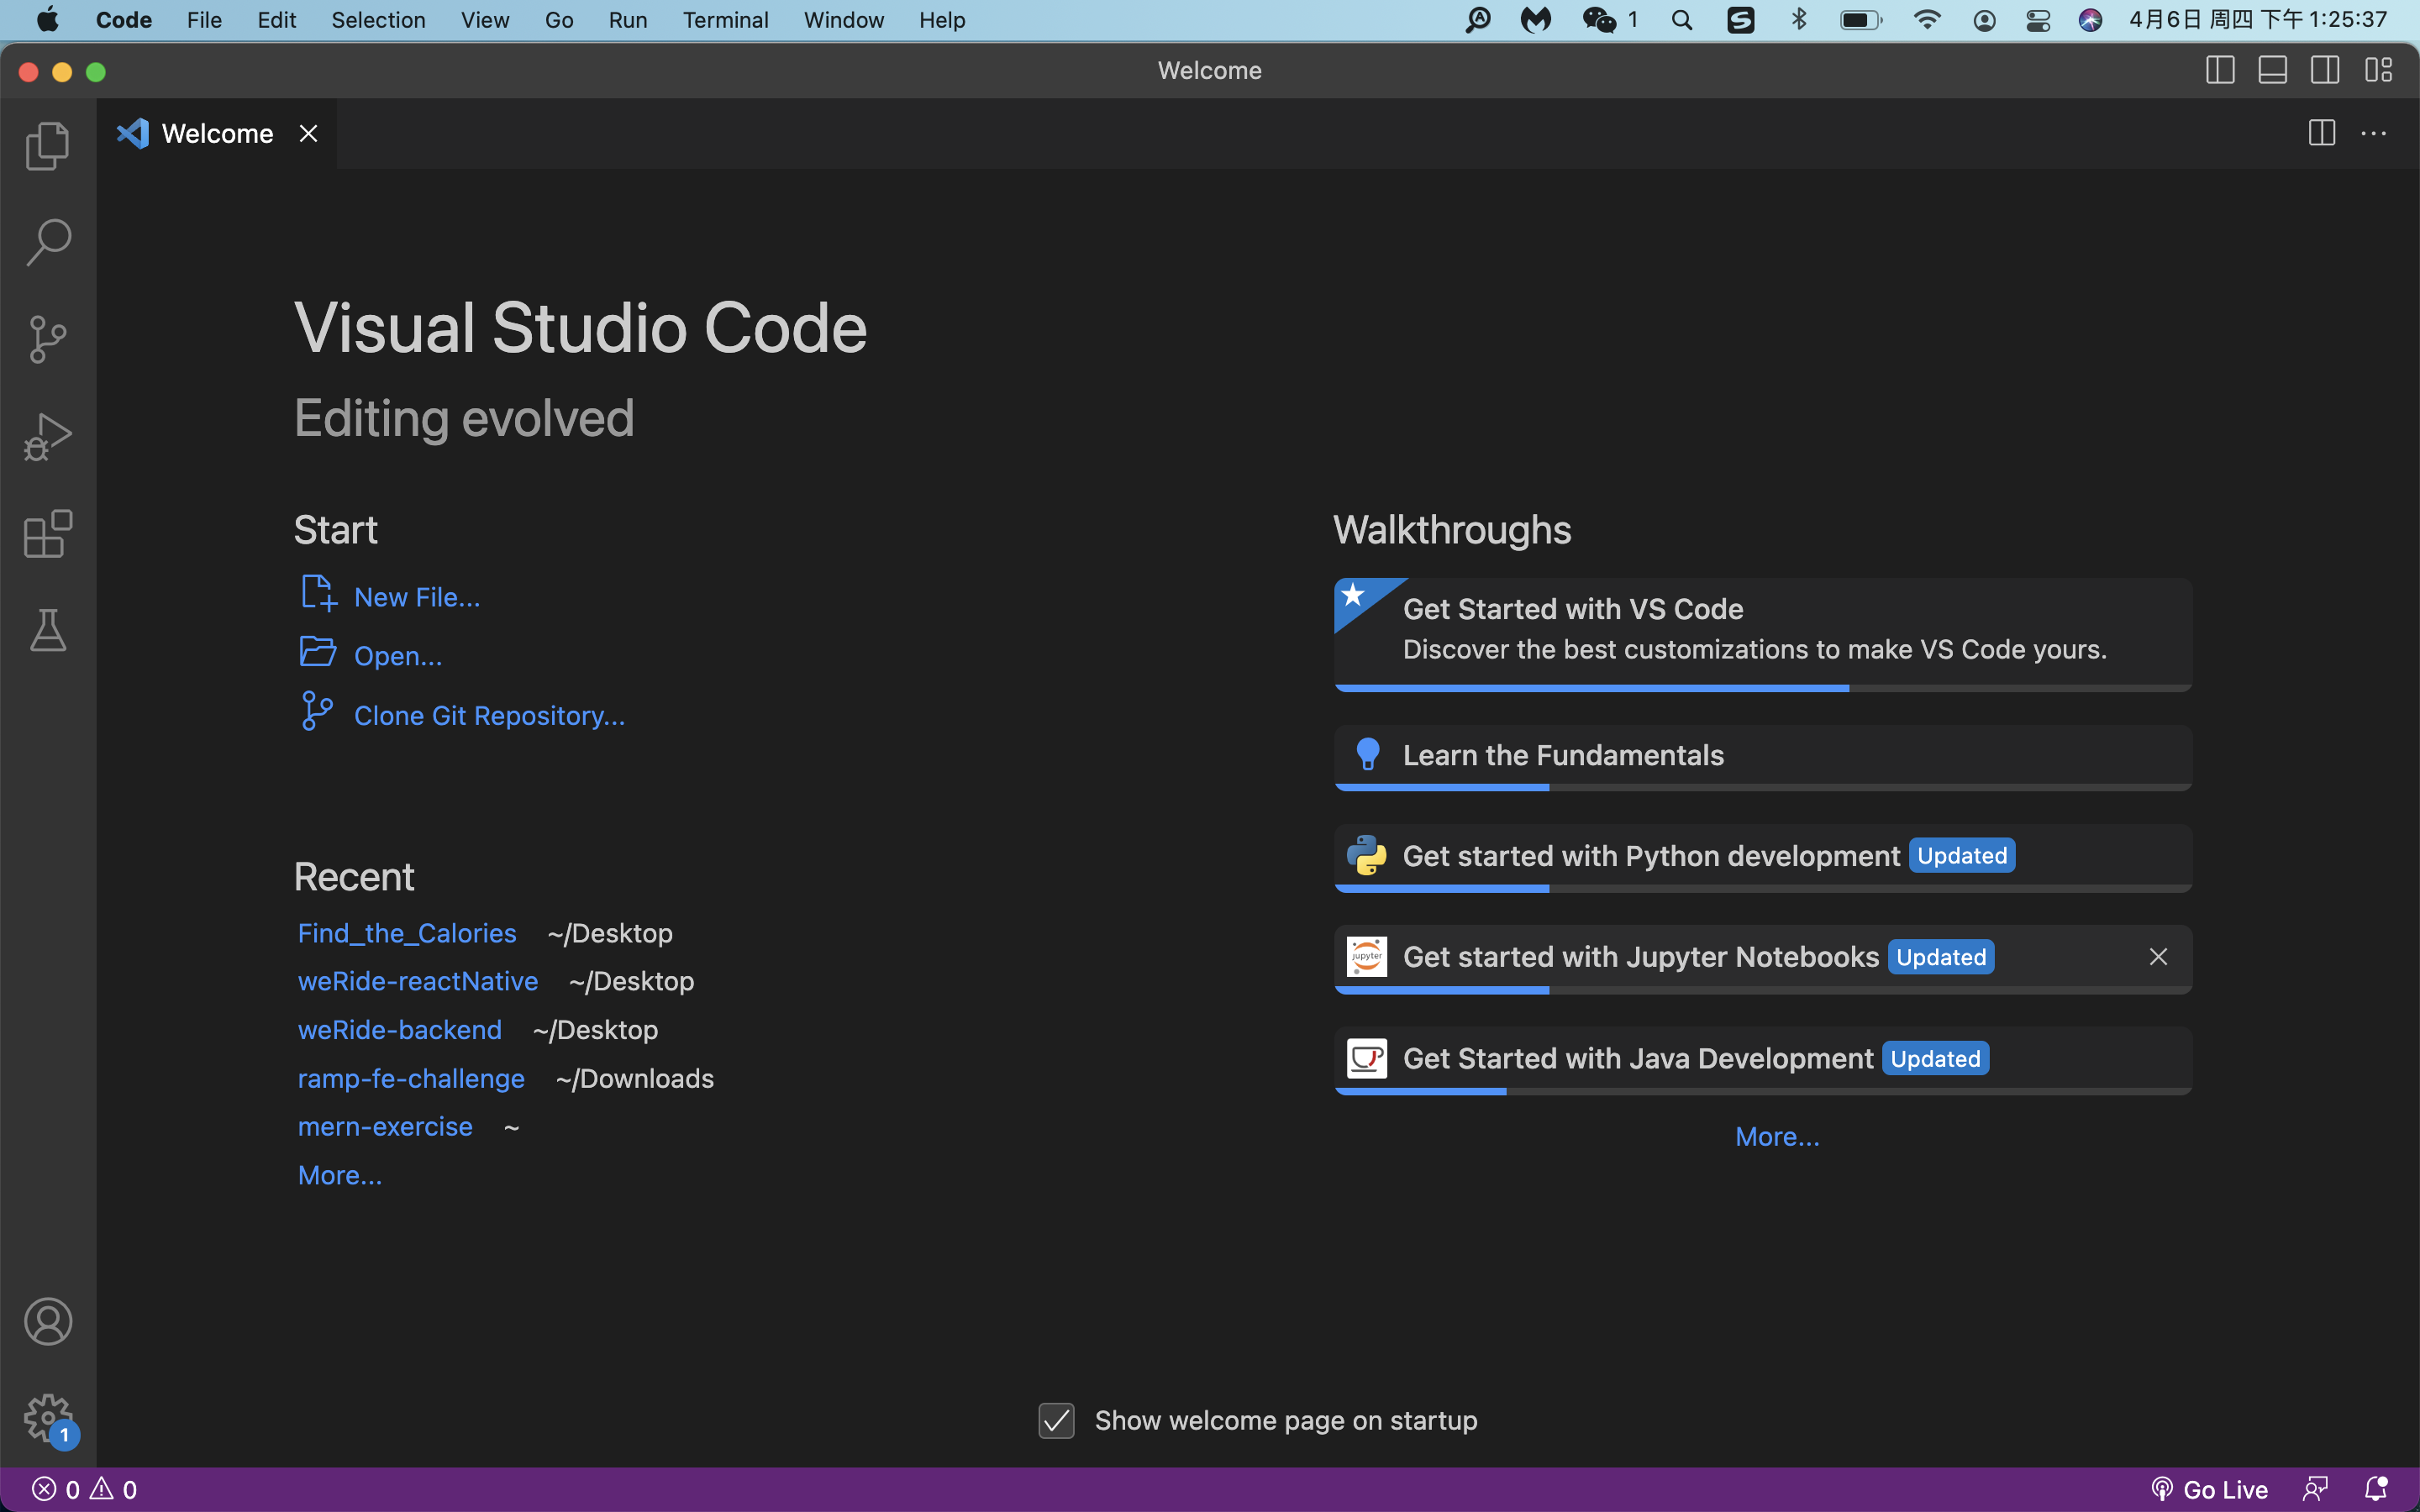 Code File Edit Selection View Go Run Terminal Window Help 1 4月6日 周四 下午 1:25:37
Welcome
Welcome
Visual Studio Code
Editing evolved
Start
New File...
Open...
Clone Git Repository...
Recent
Find_the_Calories ~/Desktop
weRide-reactNative ~/Desktop
weRide-backend ~/Desktop
ramp-fe-challenge ~/Downloads
mern-exercise ~
More...
Walkthroughs
Get Started with VS Code
Discover the best customizations to make VS Code yours.
Learn the Fundamentals
Get started with Python development Updated
jupyter Get started with Jupyter Notebooks Updated
Get Started with Java Development Updated
More...
Show welcome page on startup
1
0 0 Go Live